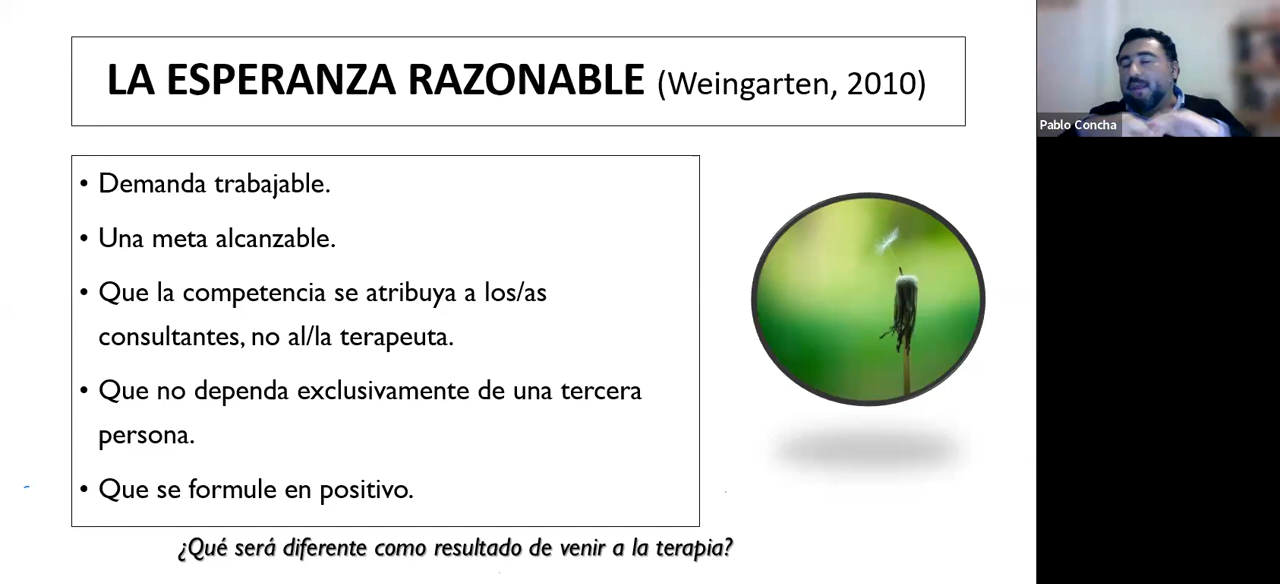 LA ESPERANZA RAZONABLE (Weingarten, 2010)
• Demanda trabajable.
• Una meta alcanzable.
• Que la competencia se atribuya a los/as
consultantes, no al/la terapeuta.
• Que no dependa exclusivamente de una tercera
persona.
• Que se formule en positivo.
¿Qué será diferente como resultado de venir a la terapia?
Pablo Concha